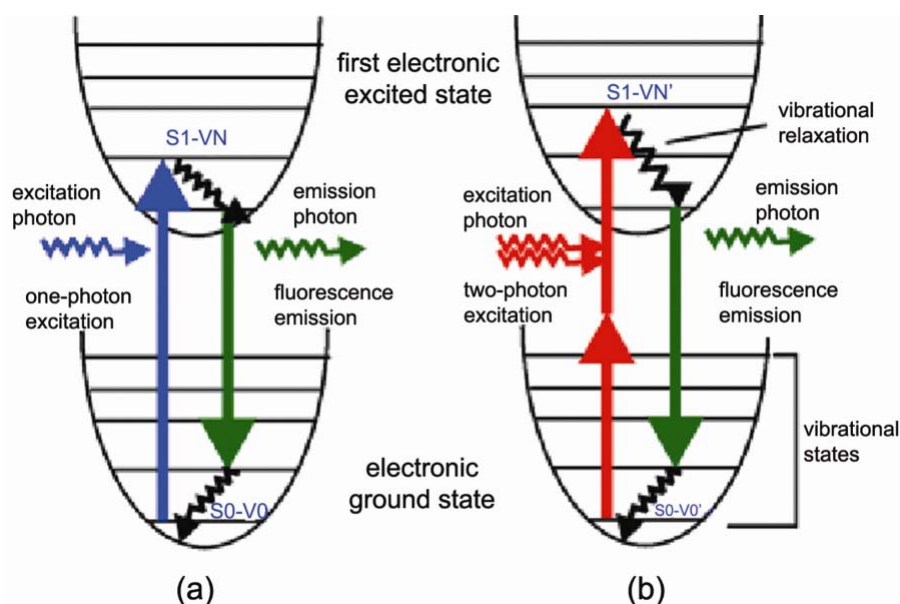 first electronic
excited state
S1-VN
excitation
photon
emission
photon
one-photon
excitation
fluorescence
emission
electronic
ground state
S0-V0
(a)
S1-VN'
vibrational
relaxation
excitation
photon
emission
photon
two-photon
excitation
fluorescence
emission
vibrational
states
S0-V0'
(b)